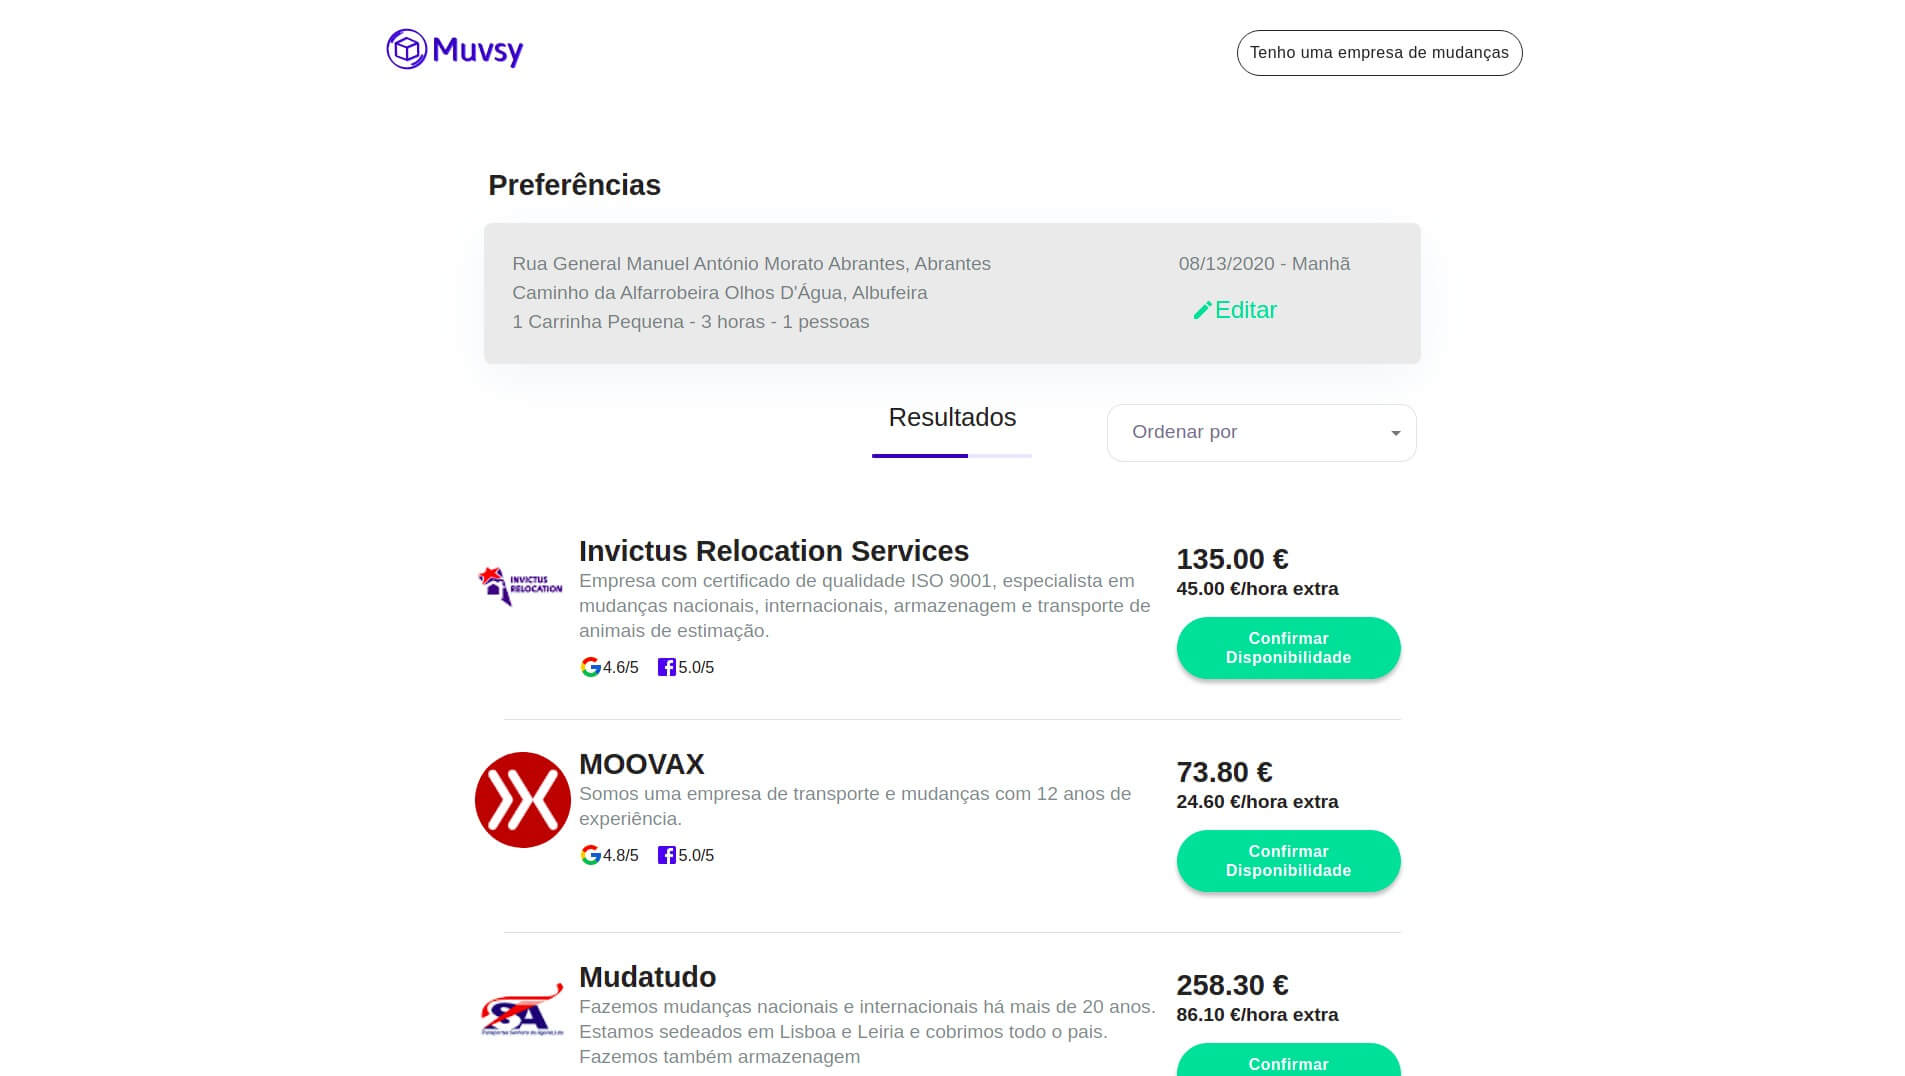 Muvsy
Tenho uma empresa de mudanças
Preferências
Rua General Manuel António Morato Abrantes, Abrantes
08/13/2020 - Manhã
Caminho da Alfarrobeira Olhos D'Água, Albufeira
Editar
1 Carrinha Pequena - 3 horas - 1 pessoas
Resultados
Ordenar por
INVICTUS
RELOCATION
Invictus Relocation Services
Empresa com certificado de qualidade ISO 9001, especialista em
mudanças nacionais, internacionais, armazenagem e transporte de
animais de estimação.
4.6/5
5.0/5
135.00 €
45.00 €/hora extra
Confirmar
Disponibilidade
MOOVAX
Somos uma empresa de transporte e mudanças com 12 anos de
experiência.
4.8/5
5.0/5
73.80 €
24.60 €/hora extra
Confirmar
Disponibilidade
SA
Mudatudo
Fazemos mudanças nacionais e internacionais há mais de 20 anos.
Estamos sedeados em Lisboa e Leiria e cobrimos todo o pais.
Fazemos também armazenagem
258.30 €
86.10 €/hora extra
Confirmar